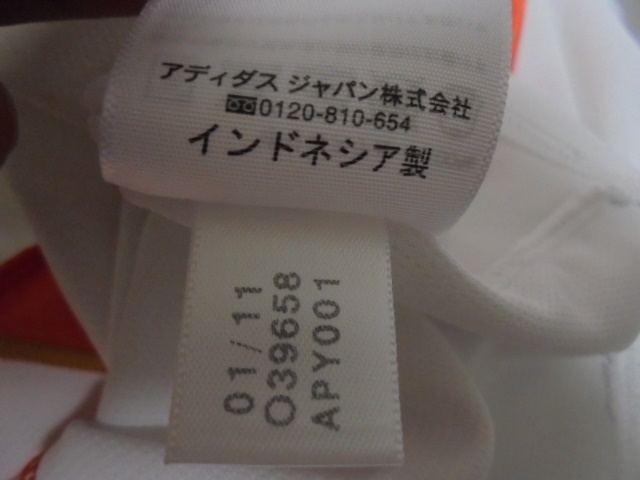 アディダス ジャパン株式会社
0120-810-654
インドネシア製
01/11
O39658
APY001